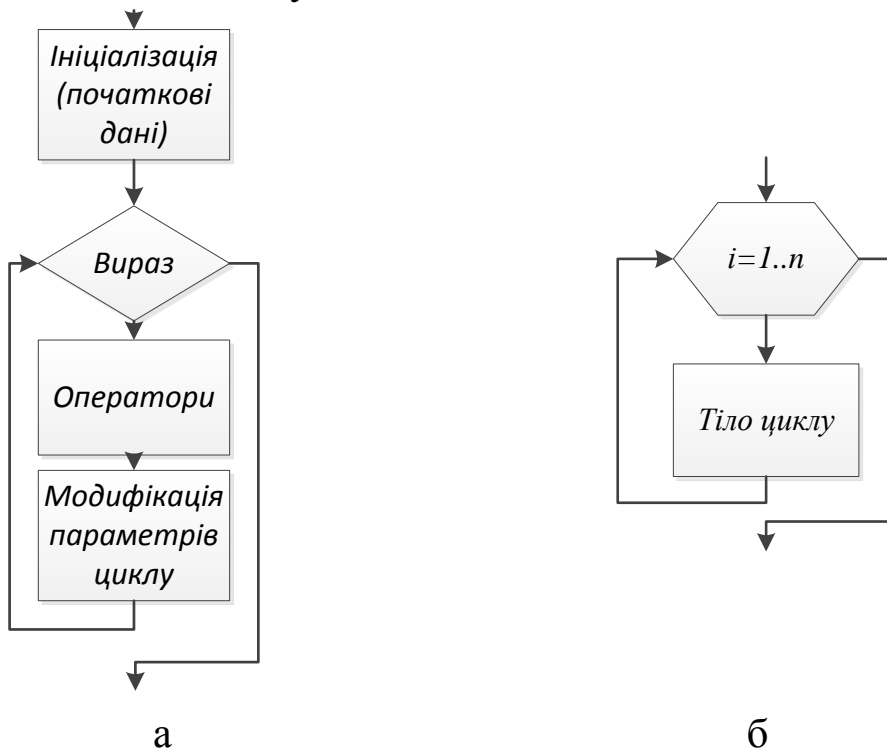 Ініціалізація
(початкові
дані)
Вираз
Оператори
Модифікація
параметрів
циклу
а
i=1..n
Тіло циклу
б